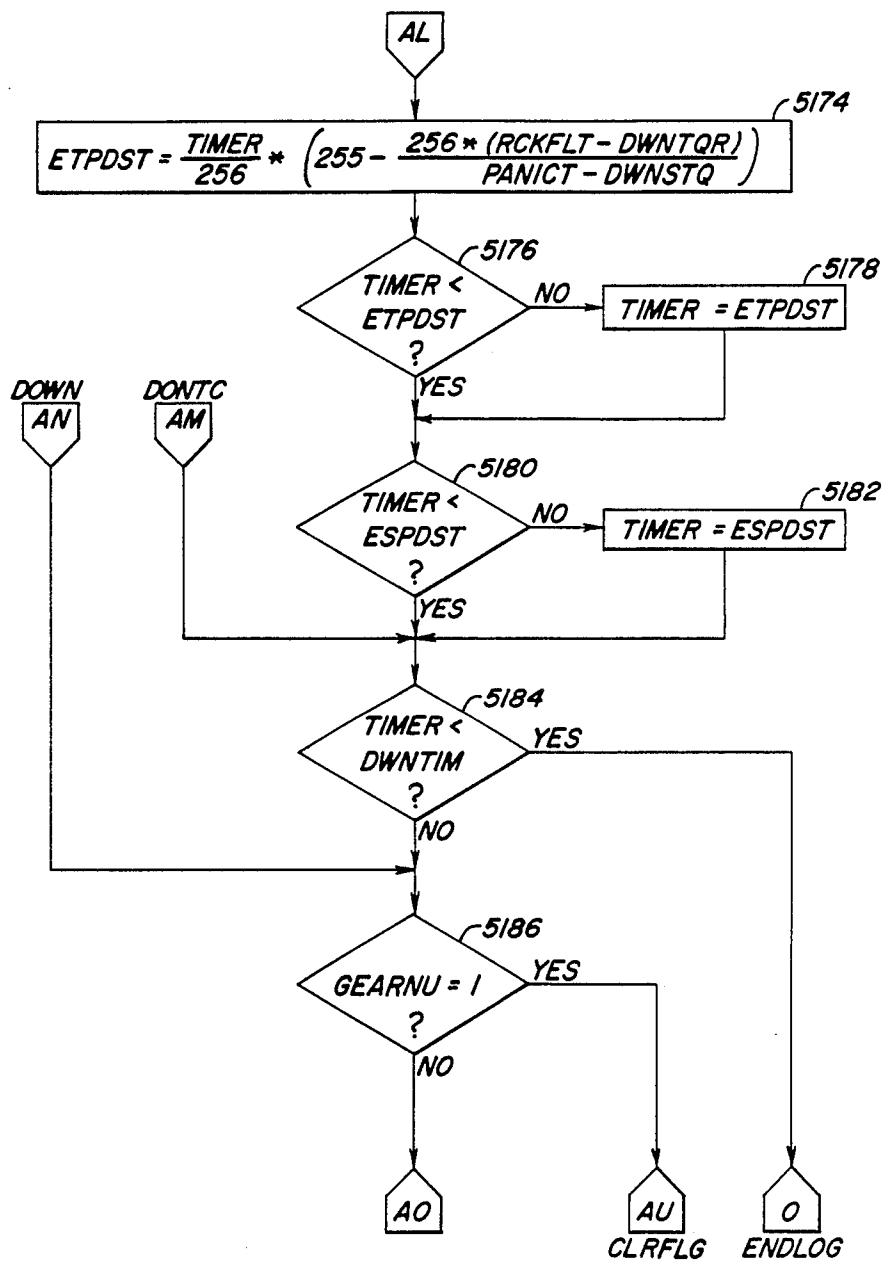 AL
5174
ETPDST = TIMER/256 * (255 - 256 * (RCKFLT - DWNTQR)/PANICT - DWNSTQ)
5176
TIMER <
ETPDST
?
NO
5178
TIMER = ETPDST
YES
DOWN
AN
DONTC
AM
5180
TIMER <
ESPDST
?
NO
5182
TIMER = ESPDST
YES
5184
TIMER <
DWNTIM
?
YES
NO
5186
GEARNU = 1
?
YES
NO
AO
AU
CLRFLG
O
ENDLOG